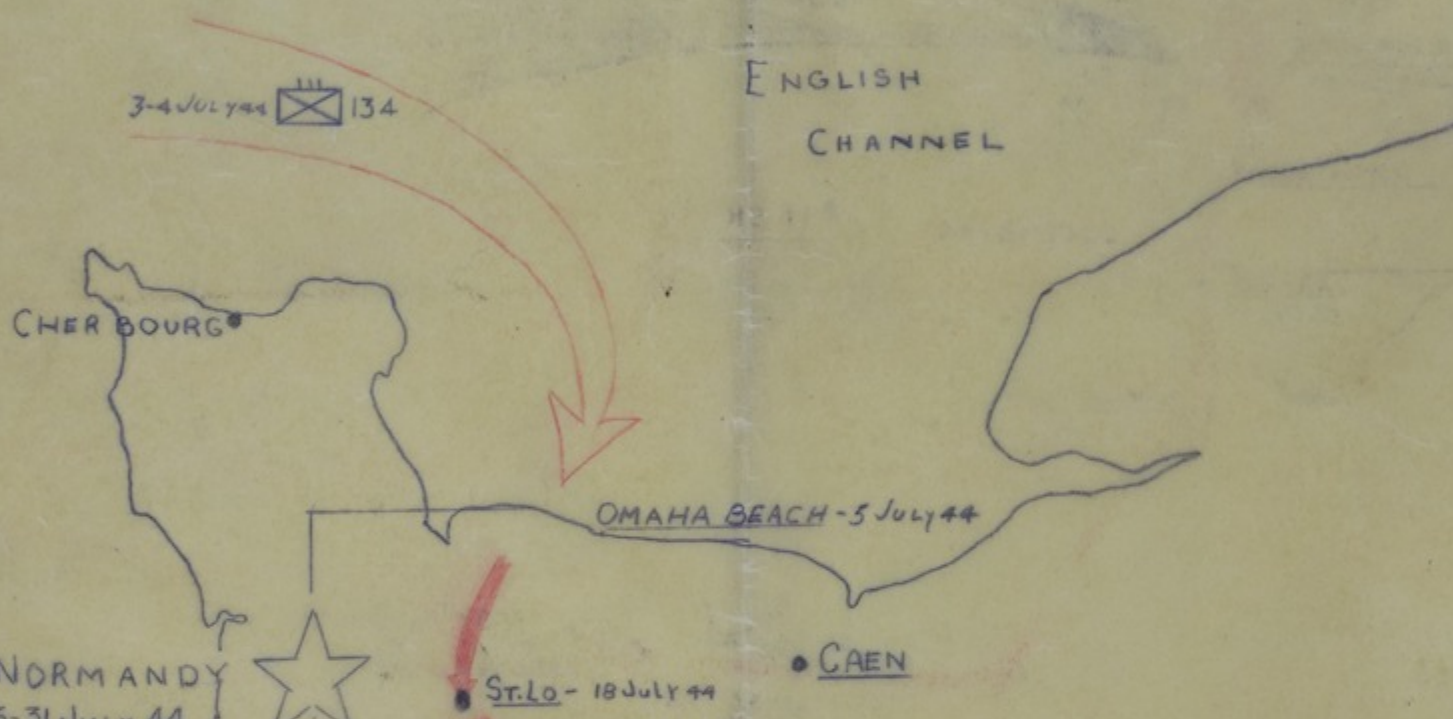 ENGLISH
CHANNEL
3-4 JULY 44 134
CHERBOURG
OMAHA BEACH - 5 JULY 44
CAEN
NORMANDY
ST. LO - 18 JULY 44